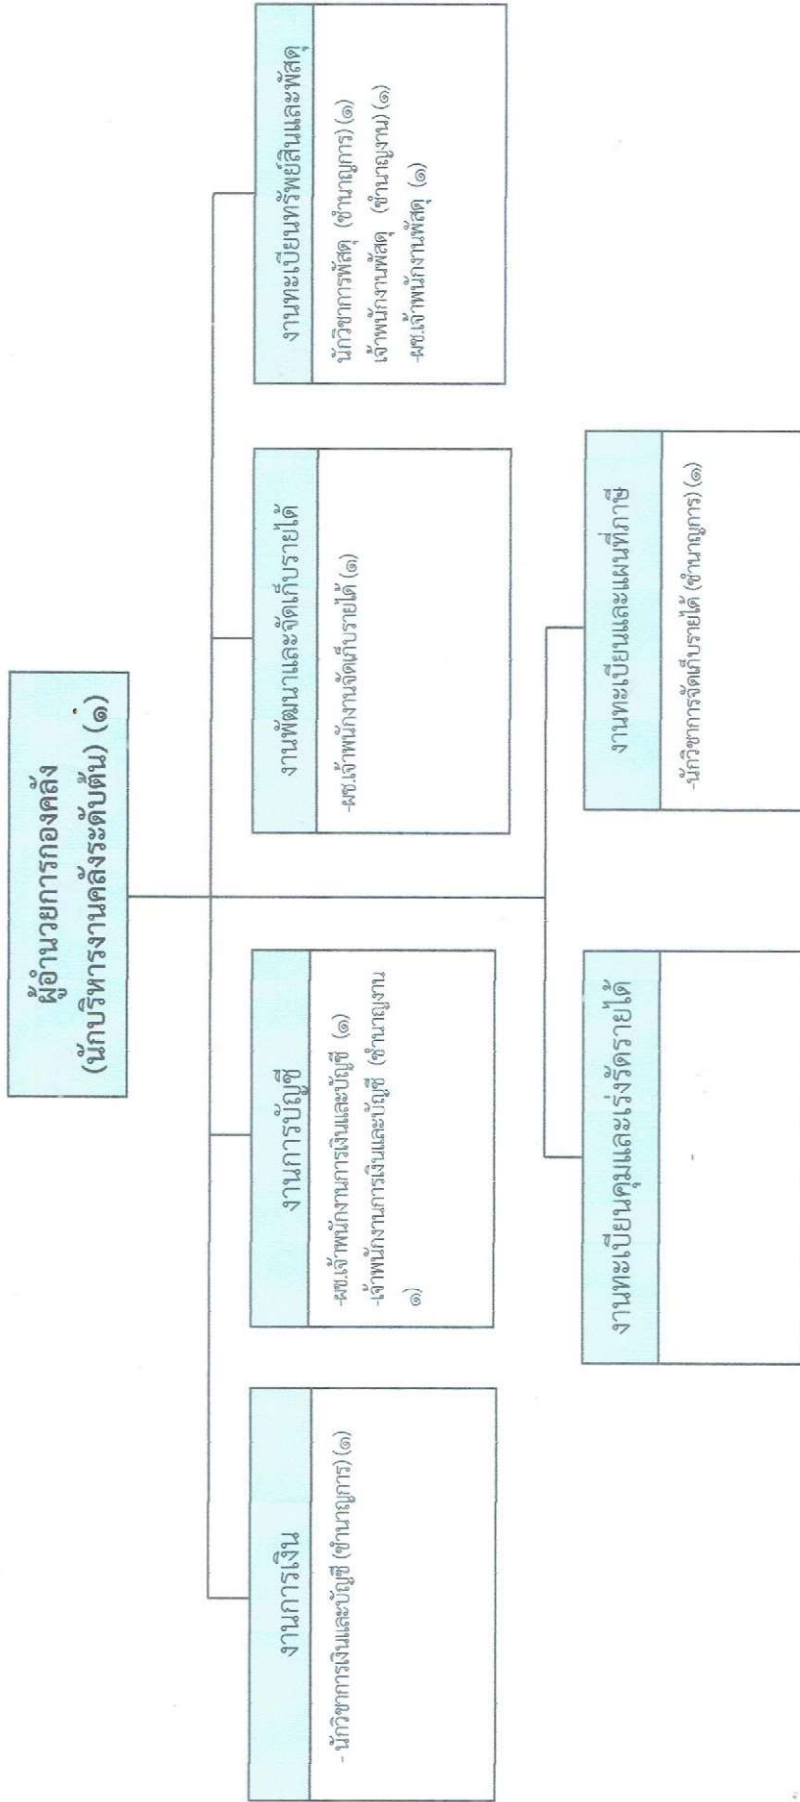 ผู้อำนวยการกองคลัง
(นักบริหารงานคลังระดับต้น) (๑)
งานการเงิน
- นักวิชาการเงินและบัญชี (ชำนาญการ) (๑)
งานการบัญชี
-ผช.เจ้าพนักงานการเงินและบัญชี (๑)
-เจ้าพนักงานการเงินและบัญชี (ชำนาญงาน
๑)
งานพัฒนาและจัดเก็บรายได้
-ผช.เจ้าพนักงานจัดเก็บรายได้ (๑)
งานทะเบียนทรัพย์สินและพัสดุ
นักวิชาการพัสดุ (ชำนาญการ) (๑)
เจ้าพนักงานพัสดุ (ชำนาญงาน) (๑)
-ผช.เจ้าพนักงานพัสดุ (๑)
งานทะเบียนคุมและเร่งรัดรายได้
-
งานทะเบียนและแผนที่ภาษี
-นักวิชาการจัดเก็บรายได้ (ชำนาญการ) (๑)